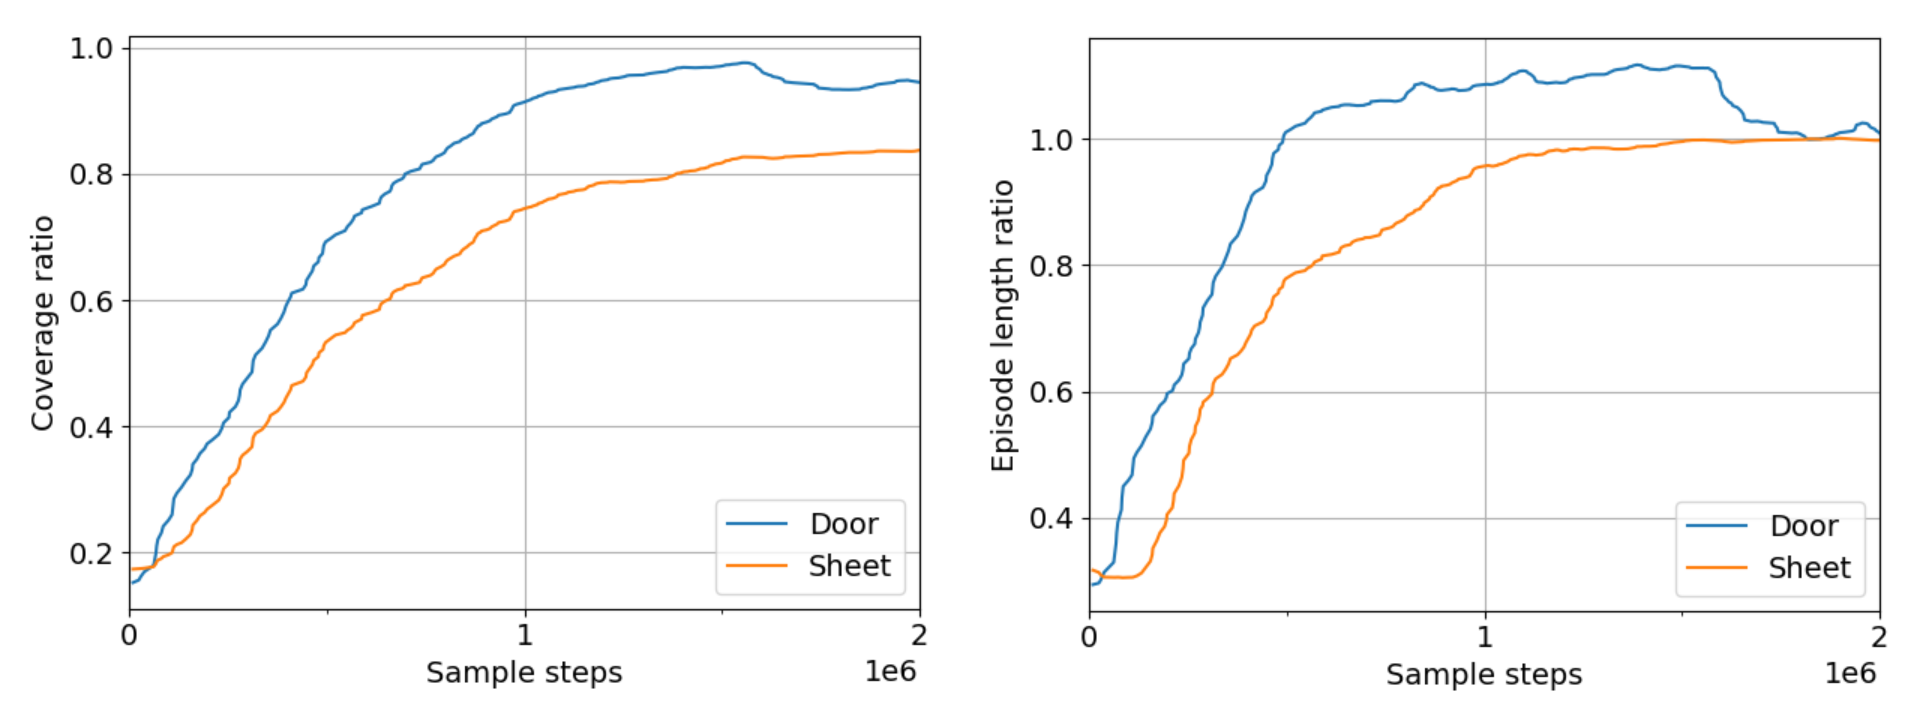 1.0
0.8
0.6
0.4
0.2
Coverage ratio
0 1 2
Sample steps
1e6
Door
Sheet
1.0
0.8
0.6
0.4
Episode length ratio
0 1 2
Sample steps
1e6
Door
Sheet